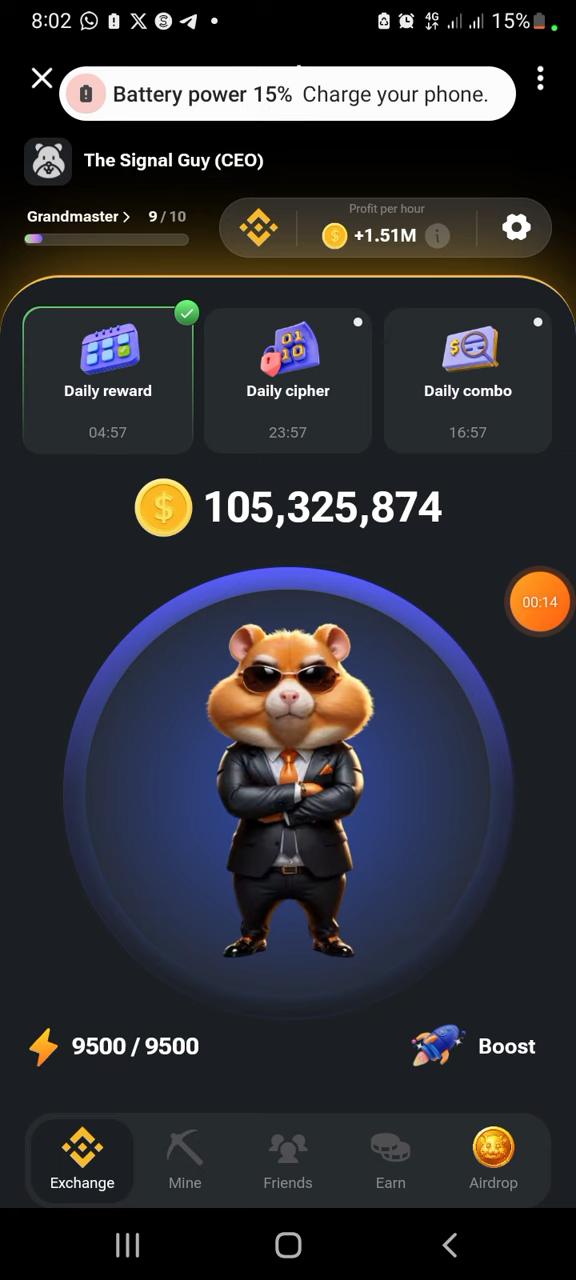 8:02
4G
15%
Battery power 15% Charge your phone.
The Signal Guy (CEO)
Grandmaster > 9 / 10
Profit per hour
+1.51M
Daily reward
04:57
Daily cipher
23:57
Daily combo
16:57
105,325,874
00:14
9500 / 9500
Boost
Exchange
Mine
Friends
Earn
Airdrop